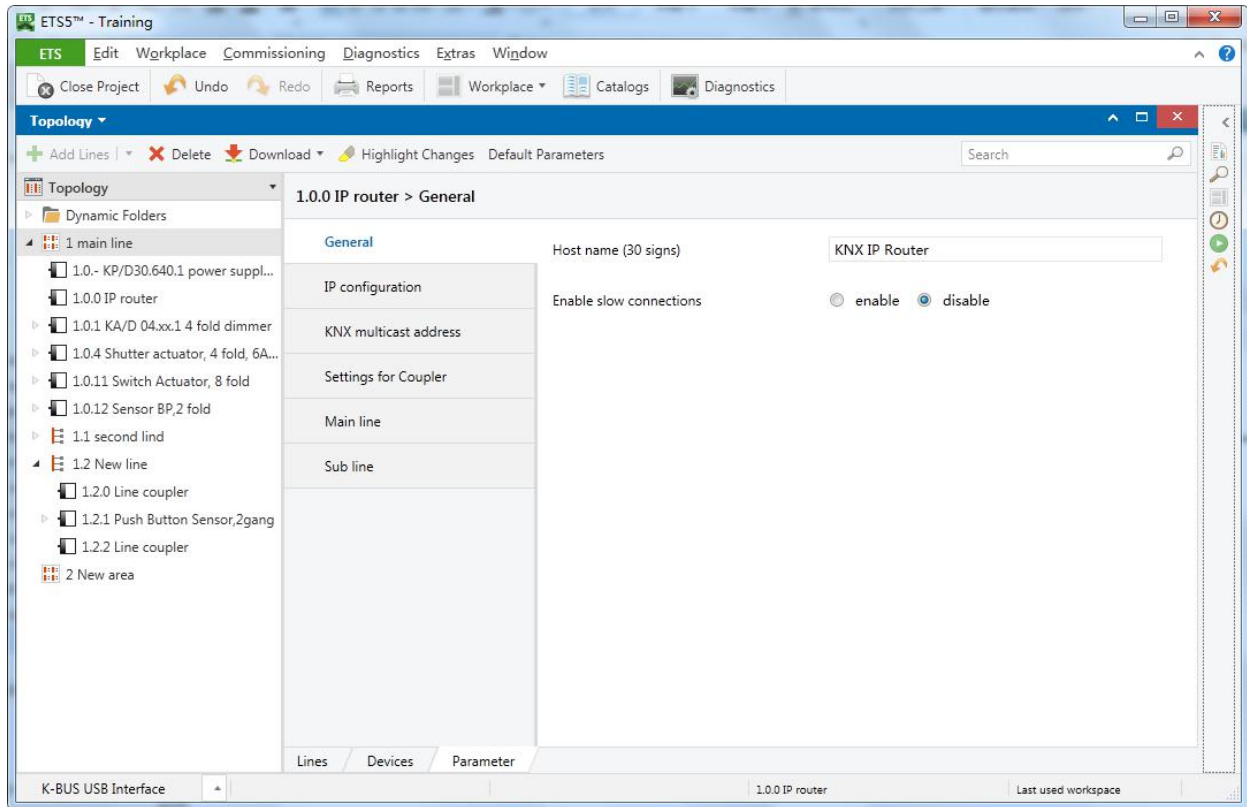 ETS5™ - Training
ETS Edit Workplace Commissioning Diagnostics Extras Window
Close Project Undo Redo Reports Workplace Catalogs Diagnostics
Topology
Add Lines Delete Download Highlight Changes Default Parameters Search
Topology
Dynamic Folders
1 main line
1.0.- KP/D30.640.1 power suppl...
1.0.0 IP router
1.0.1 KA/D 04.xx.1 4 fold dimmer
1.0.4 Shutter actuator, 4 fold, 6A...
1.0.11 Switch Actuator, 8 fold
1.0.12 Sensor BP,2 fold
1.1 second lind
1.2 New line
1.2.0 Line coupler
1.2.1 Push Button Sensor,2gang
1.2.2 Line coupler
2 New area
1.0.0 IP router > General
General
IP configuration
KNX multicast address
Settings for Coupler
Main line
Sub line
Host name (30 signs) KNX IP Router
Enable slow connections enable disable
Lines Devices Parameter
K-BUS USB Interface 1.0.0 IP router Last used workspace